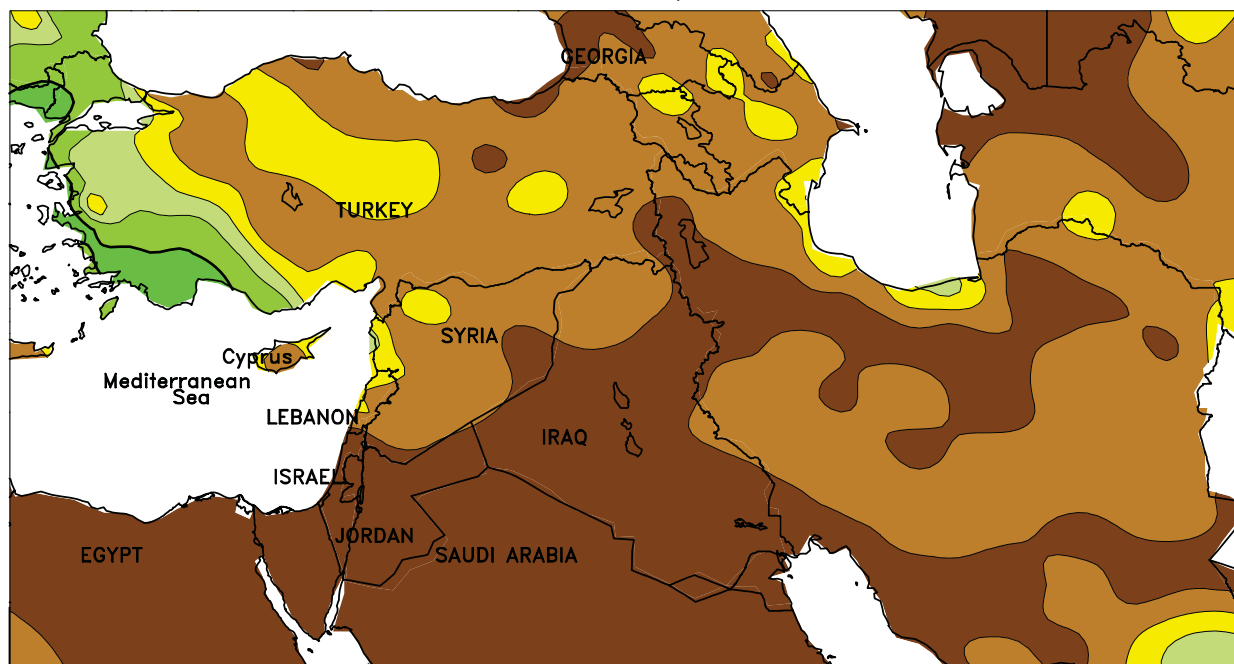 GEORGIA
TURKEY
SYRIA
Cyprus
Mediterranean
Sea
LEBANON
IRAQ
ISRAEL
JORDAN
EGYPT
SAUDI ARABIA